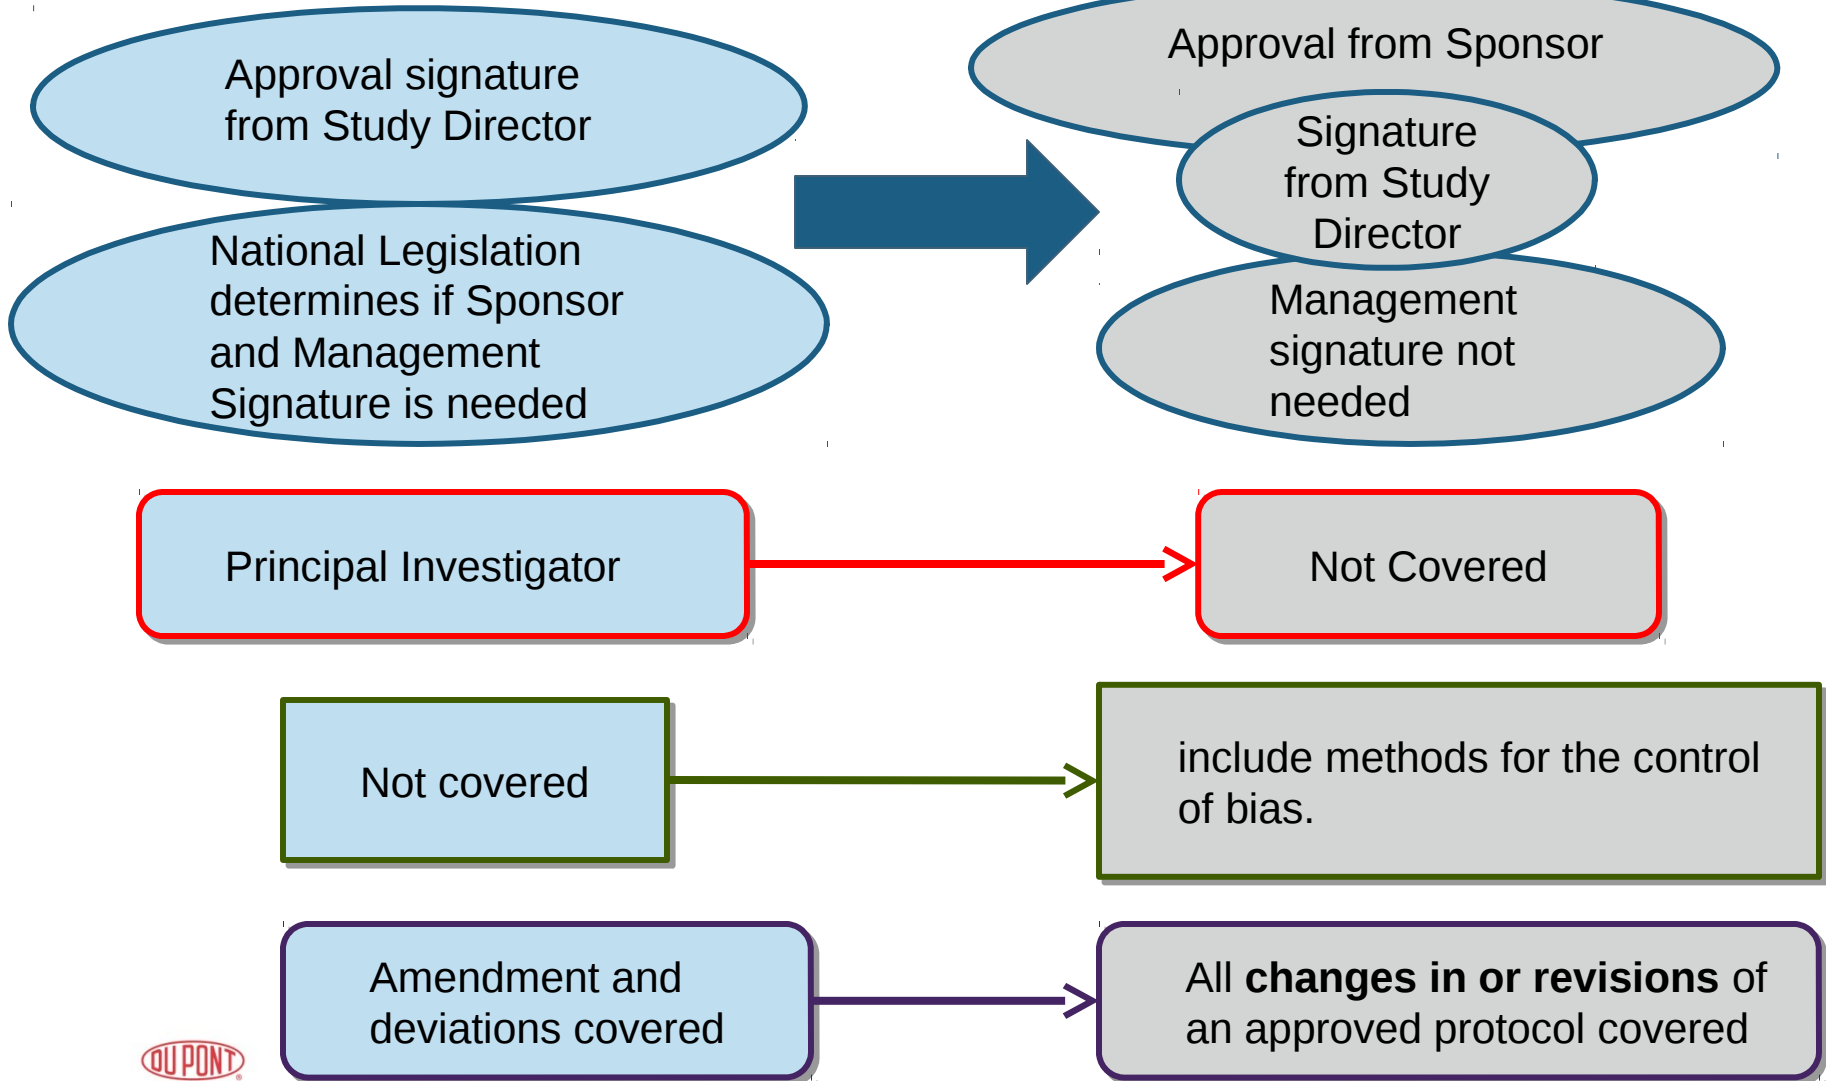 Approval signature
from Study Director
National Legislation
determines if Sponsor
and Management
Signature is needed
Approval from Sponsor
Signature
from Study
Director
Management
signature not
needed
Principal Investigator
Not Covered
Not covered
include methods for the control
of bias.
Amendment and
deviations covered
All changes in or revisions of
an approved protocol covered
DU PONT